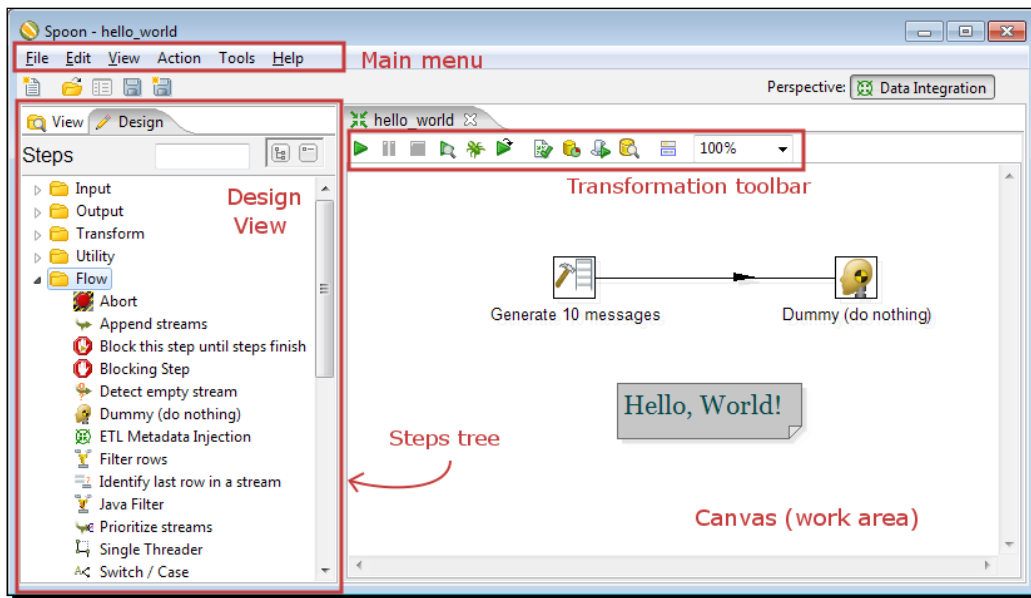 Spoon - hello_world
File Edit View Action Tools Help
Main menu
Perspective: Data Integration
View Design
hello_world
Steps
100%
Transformation toolbar
Design
View
Input
Output
Transform
Utility
Flow
Abort
Append streams
Block this step until steps finish
Blocking Step
Detect empty stream
Dummy (do nothing)
ETL Metadata Injection
Filter rows
Identify last row in a stream
Java Filter
Prioritize streams
Single Threader
Switch / Case
Steps tree
Generate 10 messages
Dummy (do nothing)
Hello, World!
Canvas (work area)